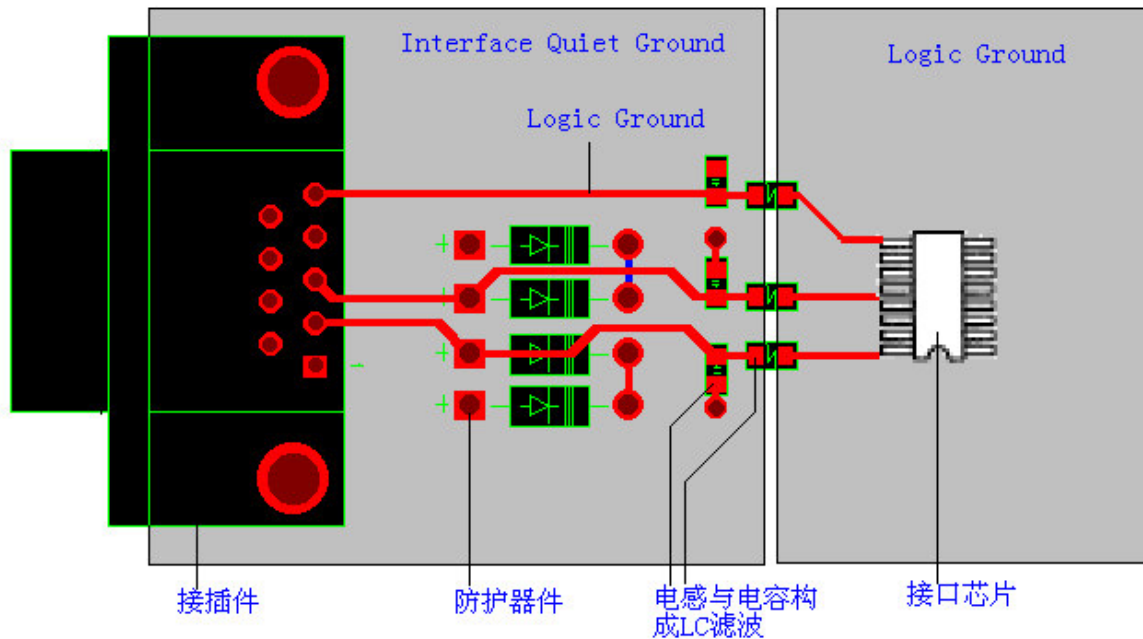 Interface Quiet Ground
Logic Ground
Logic Ground
+
+
+
+
接插件
防护器件
电感与电容构
成LC滤波
接口芯片